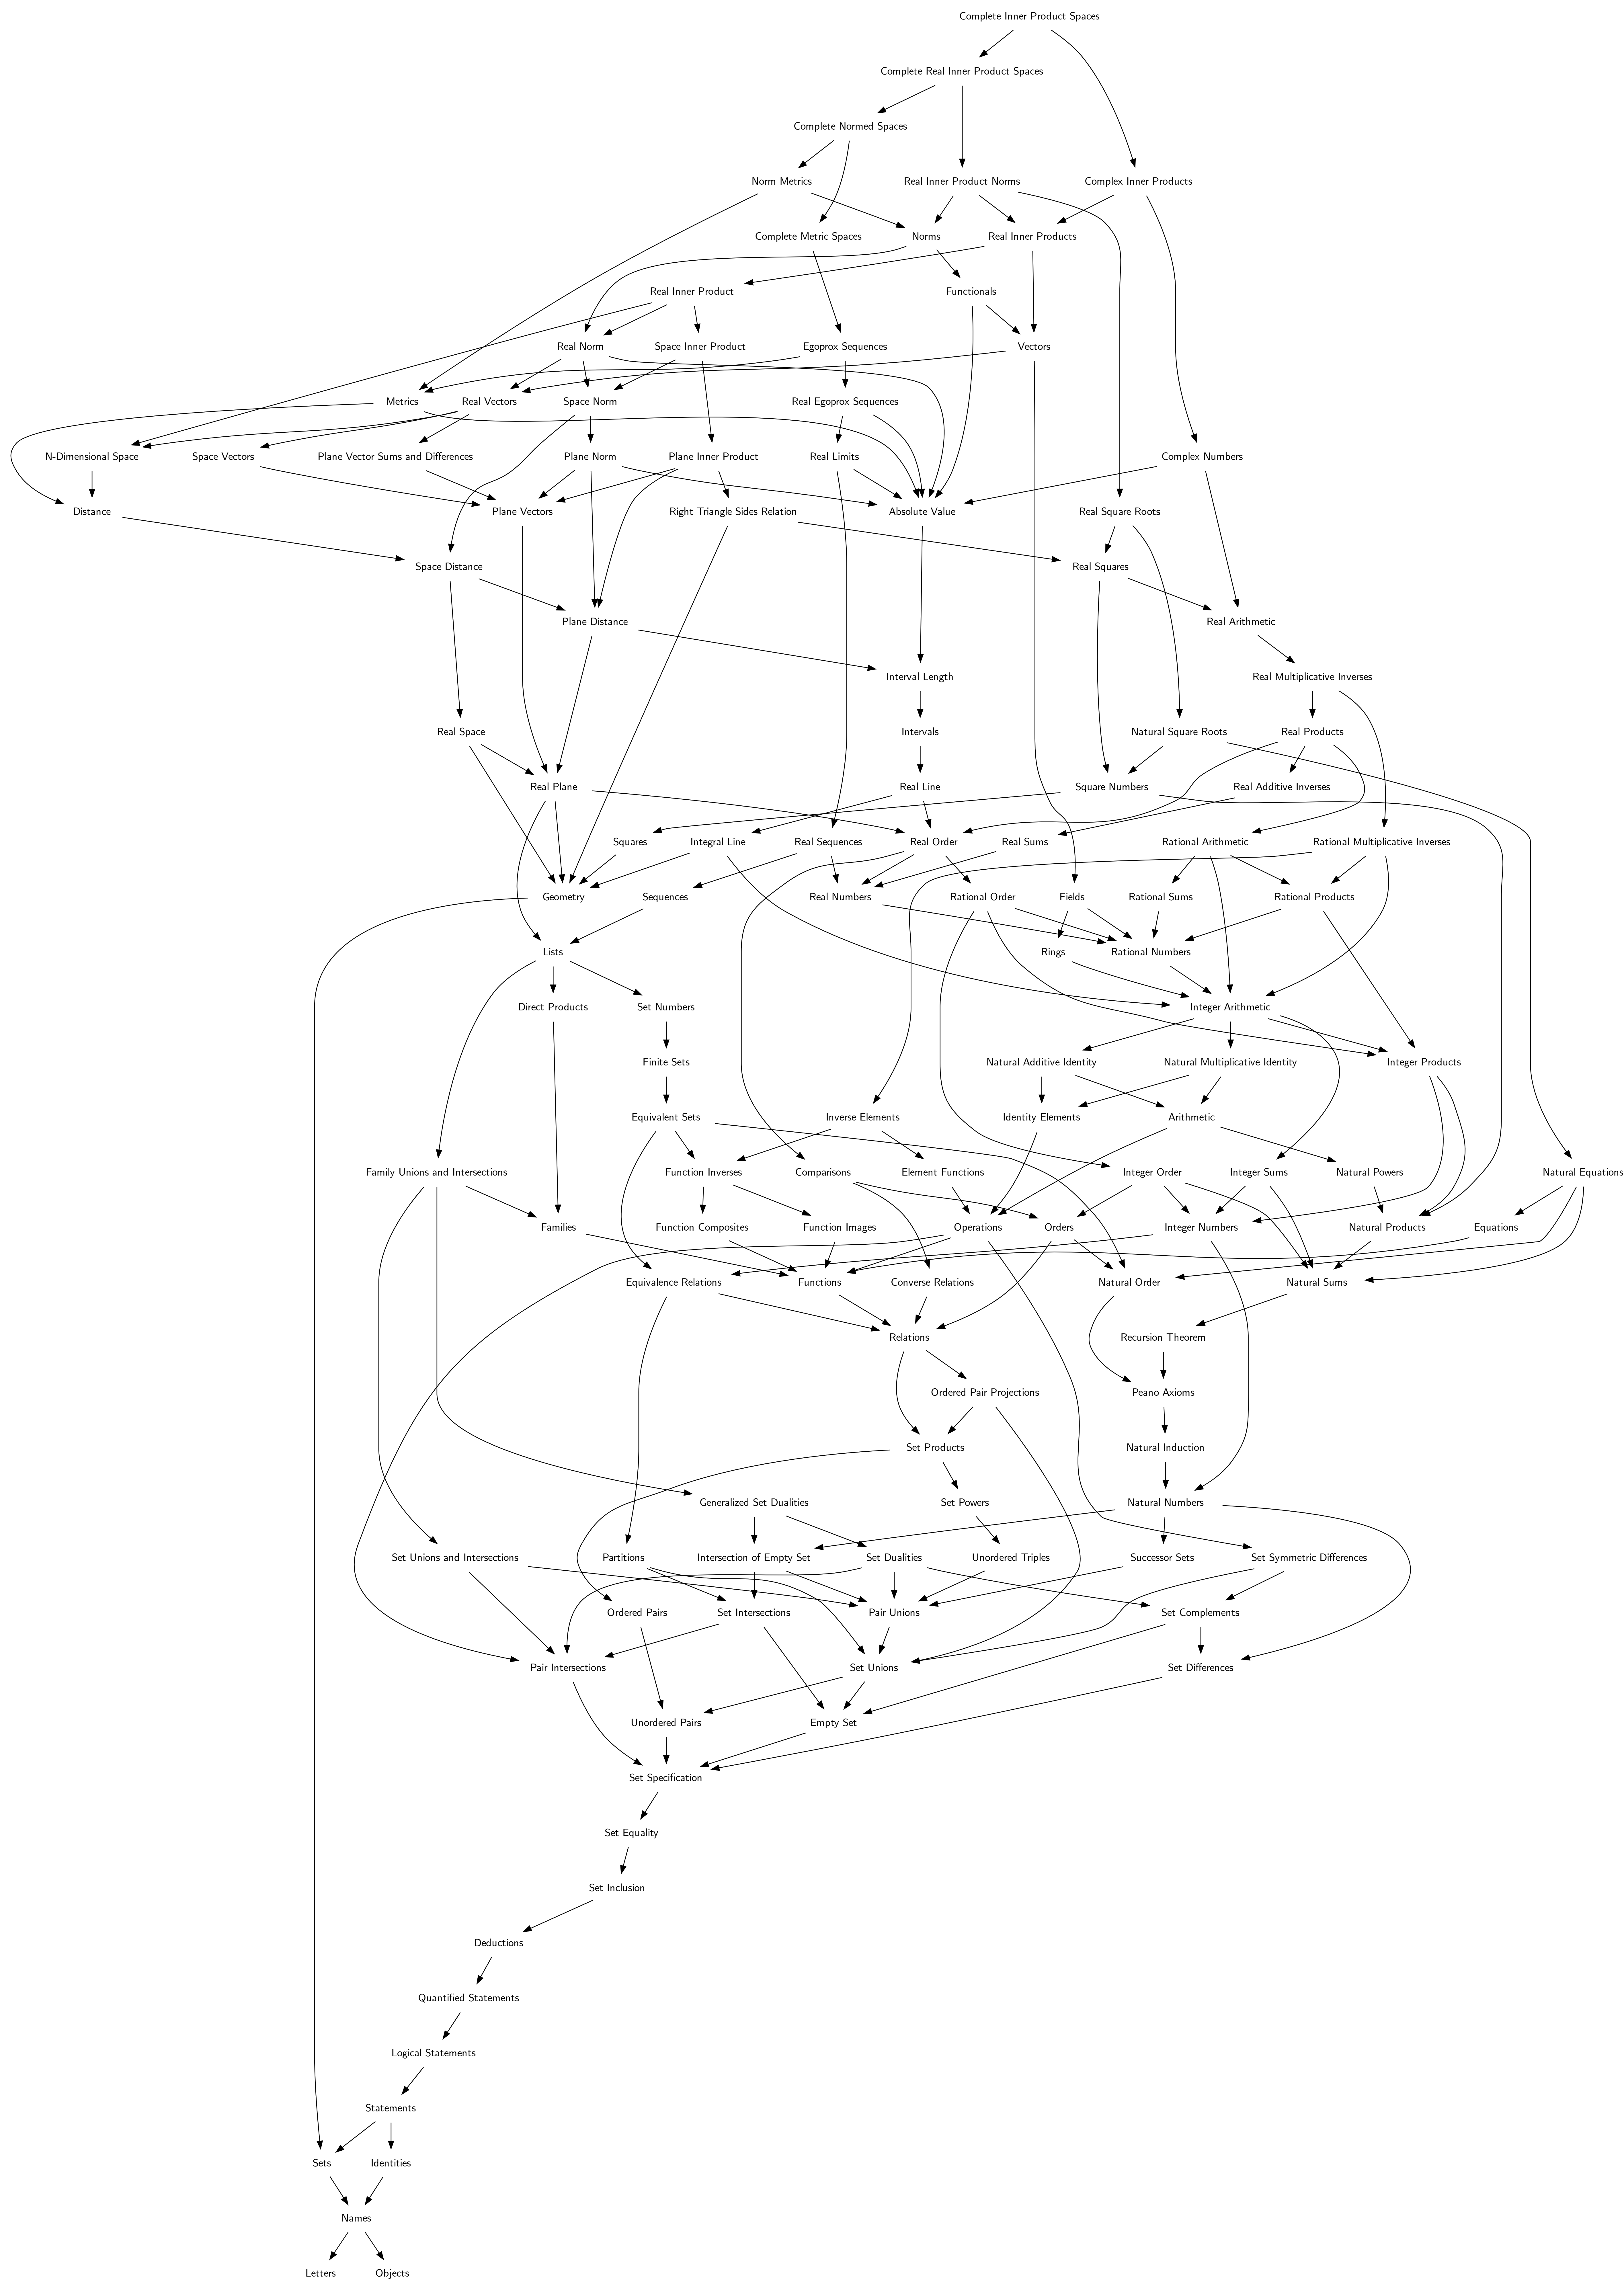 Complete Inner Product Spaces
Complete Real Inner Product Spaces
Complete Normed Spaces
Norm Metrics
Real Inner Product Norms
Complex Inner Products
Complete Metric Spaces
Norms
Real Inner Products
Real Inner Product
Functionals
Real Norm
Space Inner Product
Egoprox Sequences
Vectors
Metrics
Real Vectors
Space Norm
Real Egoprox Sequences
N-Dimensional Space
Space Vectors
Plane Vector Sums and Differences
Plane Norm
Plane Inner Product
Real Limits
Complex Numbers
Distance
Plane Vectors
Right Triangle Sides Relation
Absolute Value
Real Square Roots
Space Distance
Real Squares
Plane Distance
Real Arithmetic
Interval Length
Real Multiplicative Inverses
Real Space
Intervals
Natural Square Roots
Real Products
Real Plane
Real Line
Square Numbers
Real Additive Inverses
Squares
Integral Line
Real Sequences
Real Order
Real Sums
Rational Arithmetic
Rational Multiplicative Inverses
Geometry
Sequences
Real Numbers
Rational Order
Fields
Rational Sums
Rational Products
Lists
Rings
Rational Numbers
Direct Products
Set Numbers
Integer Arithmetic
Finite Sets
Natural Additive Identity
Natural Multiplicative Identity
Integer Products
Equivalent Sets
Inverse Elements
Identity Elements
Arithmetic
Family Unions and Intersections
Function Inverses
Comparisons
Element Functions
Integer Order
Integer Sums
Natural Powers
Natural Equations
Families
Function Composites
Function Images
Operations
Orders
Integer Numbers
Natural Products
Equations
Equivalence Relations
Functions
Converse Relations
Natural Order
Natural Sums
Relations
Recursion Theorem
Ordered Pair Projections
Peano Axioms
Set Products
Natural Induction
Generalized Set Dualities
Set Powers
Natural Numbers
Set Unions and Intersections
Partitions
Intersection of Empty Set
Set Dualities
Unordered Triples
Successor Sets
Set Symmetric Differences
Ordered Pairs
Set Intersections
Pair Unions
Set Complements
Pair Intersections
Set Unions
Set Differences
Unordered Pairs
Empty Set
Set Specification
Set Equality
Set Inclusion
Deductions
Quantified Statements
Logical Statements
Statements
Sets
Identities
Names
Letters
Objects